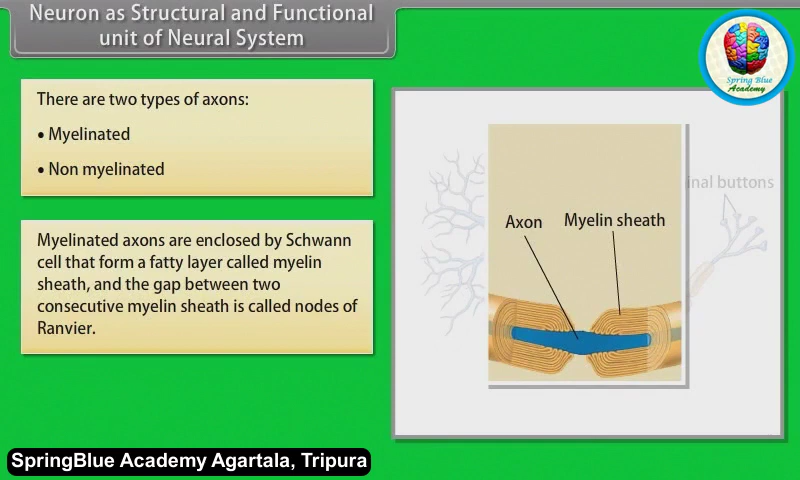 Neuron as Structural and Functional
unit of Neural System
Spring Blue
Academy
There are two types of axons:
• Myelinated
• Non myelinated
Myelinated axons are enclosed by Schwann
cell that form a fatty layer called myelin
sheath, and the gap between two
consecutive myelin sheath is called nodes of
Ranvier.
inal buttons
Axon
Myelin sheath
SpringBlue Academy Agartala, Tripura